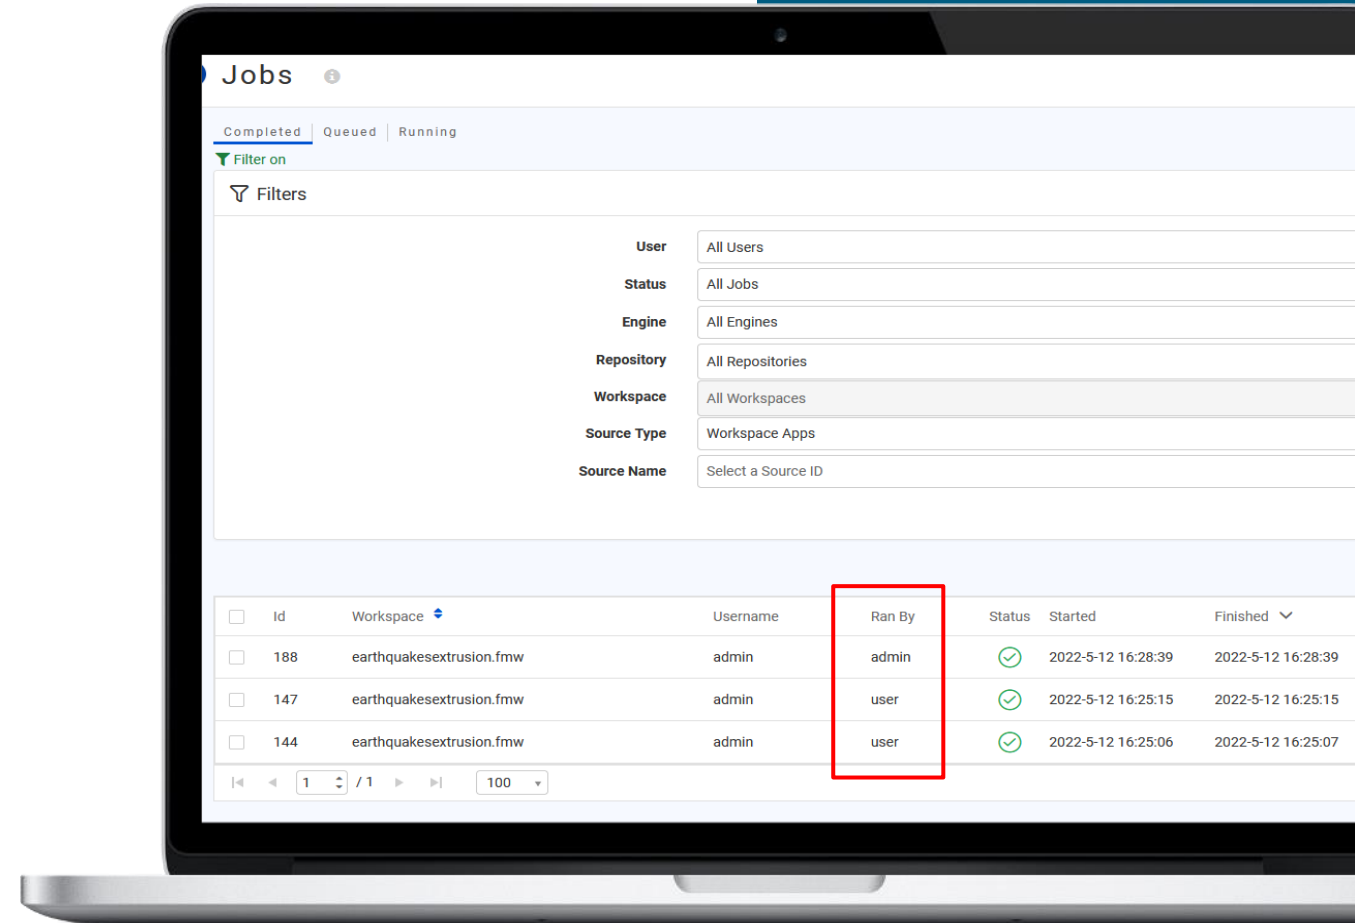 Jobs
Completed Queued Running
Filter on
Filters
User All Users
Status All Jobs
Engine All Engines
Repository All Repositories
Workspace All Workspaces
Source Type Workspace Apps
Source Name Select a Source ID
Id Workspace Username Ran By Status Started Finished
188 earthquakesextrusion.fmw admin admin 2022-5-12 16:28:39 2022-5-12 16:28:39
147 earthquakesextrusion.fmw admin user 2022-5-12 16:25:15 2022-5-12 16:25:15
144 earthquakesextrusion.fmw admin user 2022-5-12 16:25:06 2022-5-12 16:25:07
1 / 1 100